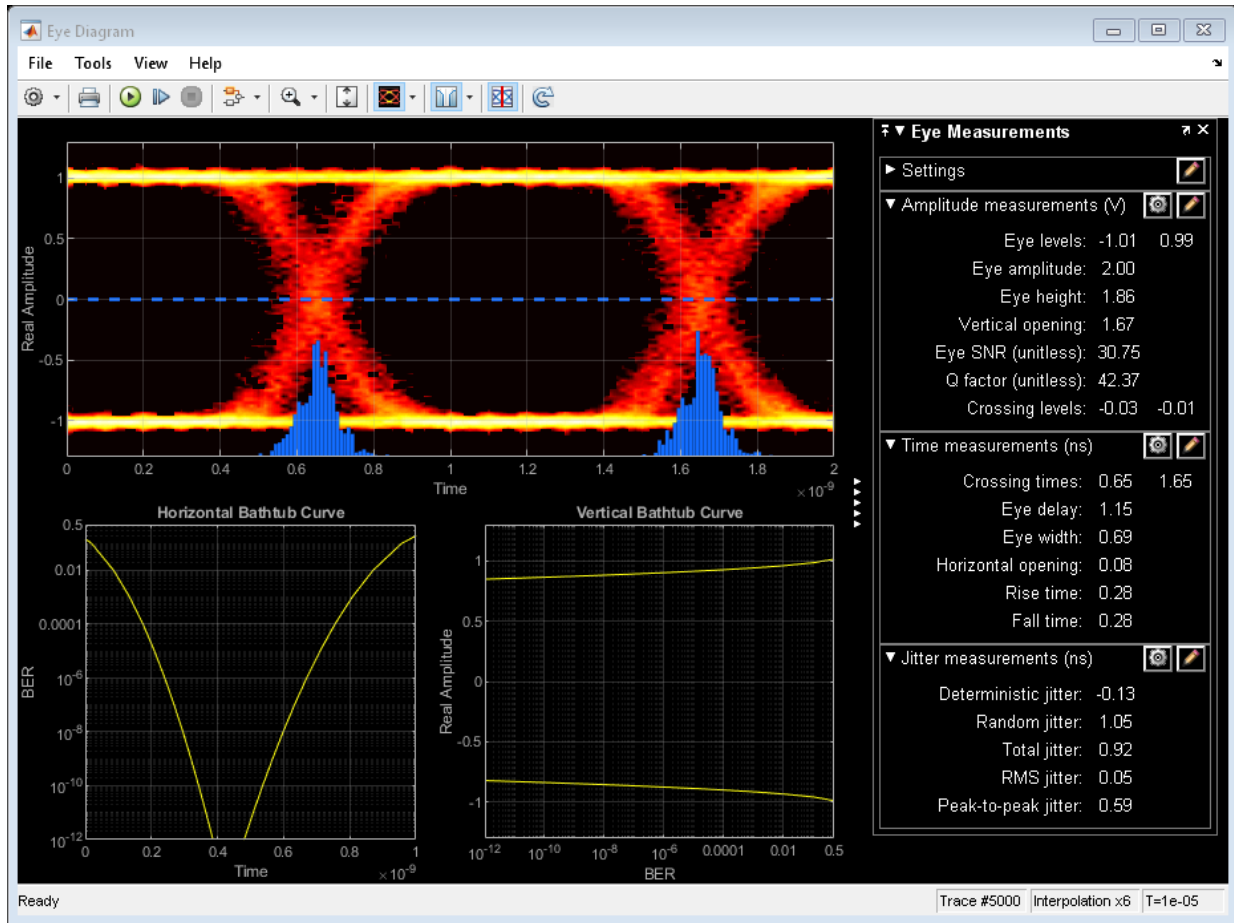 Eye Diagram
File Tools View Help
Eye Measurements
Settings
Amplitude measurements (V)
Eye levels: -1.01 0.99
Eye amplitude: 2.00
Eye height: 1.86
Vertical opening: 1.67
Eye SNR (unitless): 30.75
Q factor (unitless): 42.37
Crossing levels: -0.03 -0.01
Time measurements (ns)
Crossing times: 0.65 1.65
Eye delay: 1.15
Eye width: 0.69
Horizontal opening: 0.08
Rise time: 0.28
Fall time: 0.28
Jitter measurements (ns)
Deterministic jitter: -0.13
Random jitter: 1.05
Total jitter: 0.92
RMS jitter: 0.05
Peak-to-peak jitter: 0.59
Real Amplitude
1
0.5
0
-0.5
-1
0 0.2 0.4 0.6 0.8 1 1.2 1.4 1.6 1.8 2
Time
×10⁻⁹
Horizontal Bathtub Curve
BER
0.5
0.01
0.0001
10⁻⁶
10⁻⁸
10⁻¹⁰
10⁻¹²
0 0.2 0.4 0.6 0.8 1
Time
×10⁻⁹
Vertical Bathtub Curve
Real Amplitude
1
0.5
0
-0.5
-1
10⁻¹² 10⁻¹⁰ 10⁻⁸ 10⁻⁶ 0.0001 0.01 0.5
BER
Ready
Trace #5000 Interpolation x6 T=1e-05